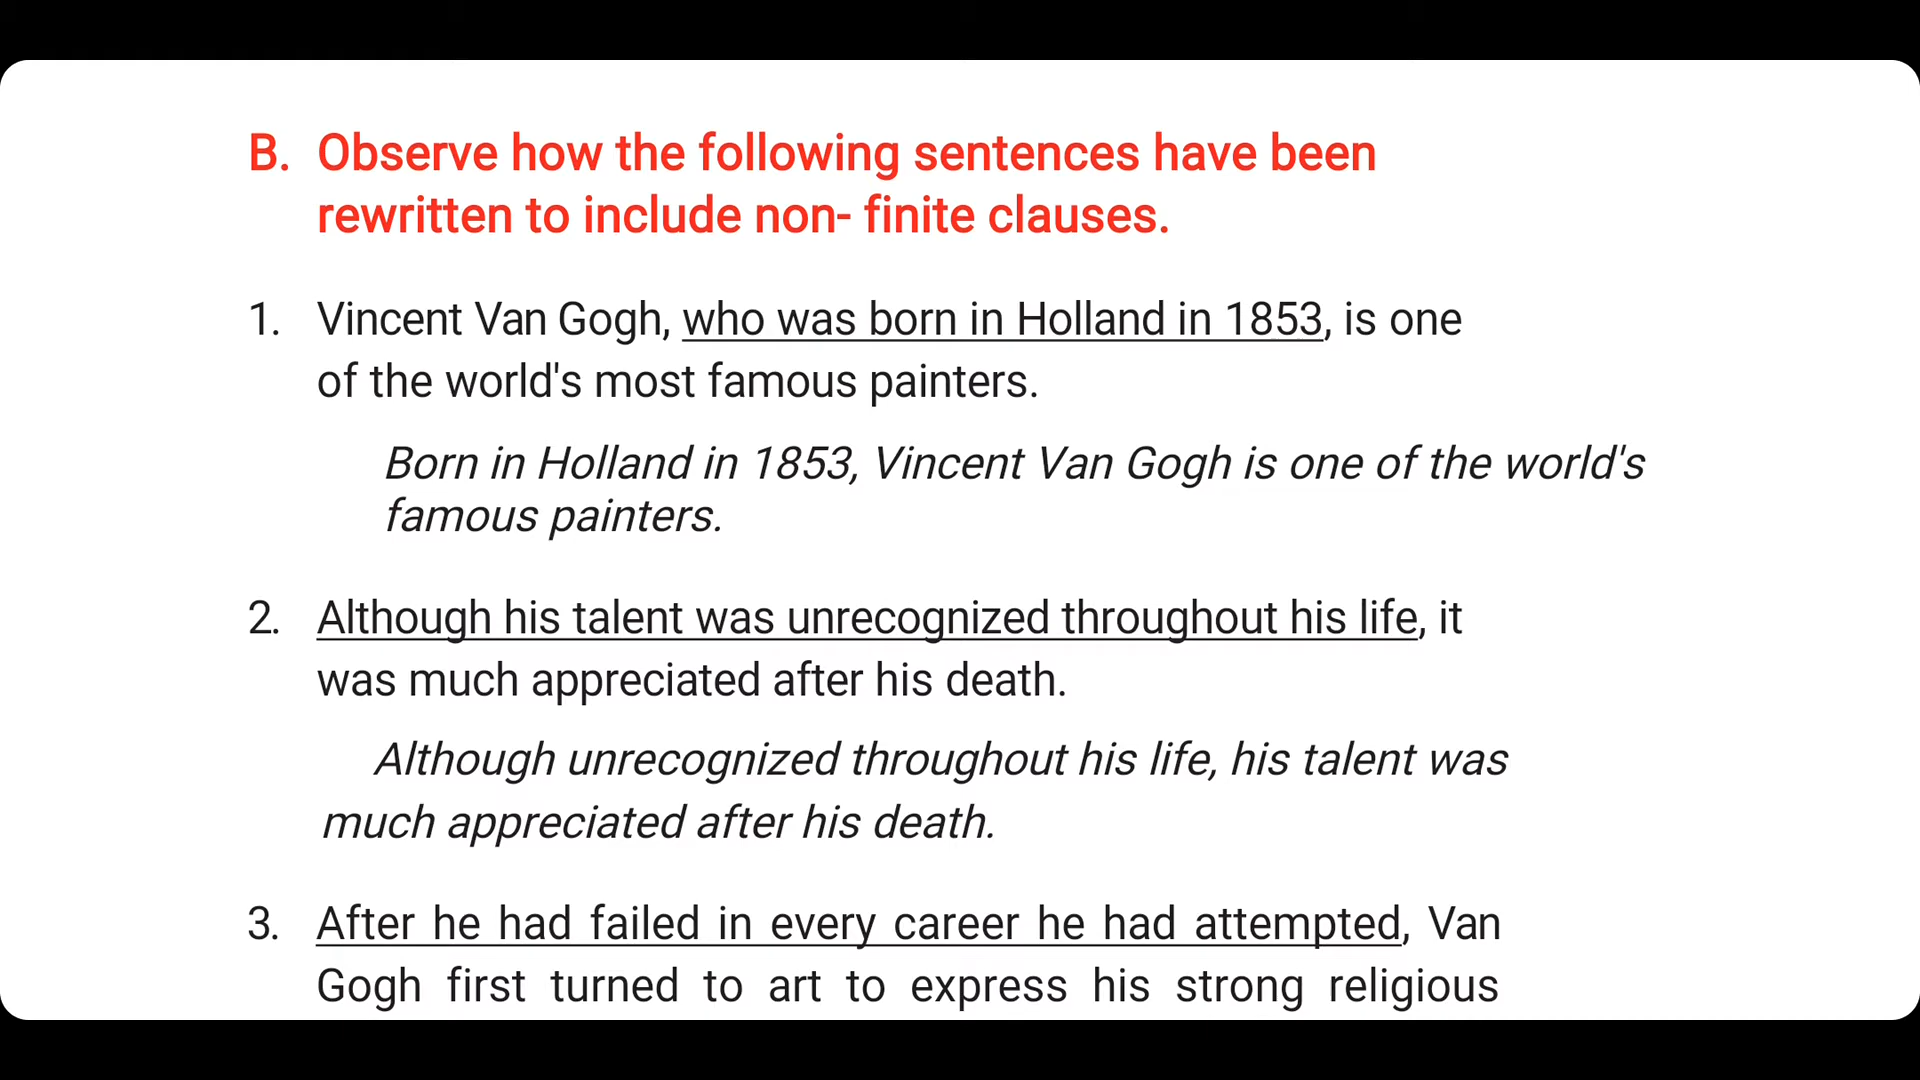 B. Observe how the following sentences have been
rewritten to include non- finite clauses.
1. Vincent Van Gogh, who was born in Holland in 1853, is one
of the world's most famous painters.
Born in Holland in 1853, Vincent Van Gogh is one of the world's
famous painters.
2. Although his talent was unrecognized throughout his life, it
was much appreciated after his death.
Although unrecognized throughout his life, his talent was
much appreciated after his death.
3. After he had failed in every career he had attempted, Van
Gogh first turned to art to express his strong religious